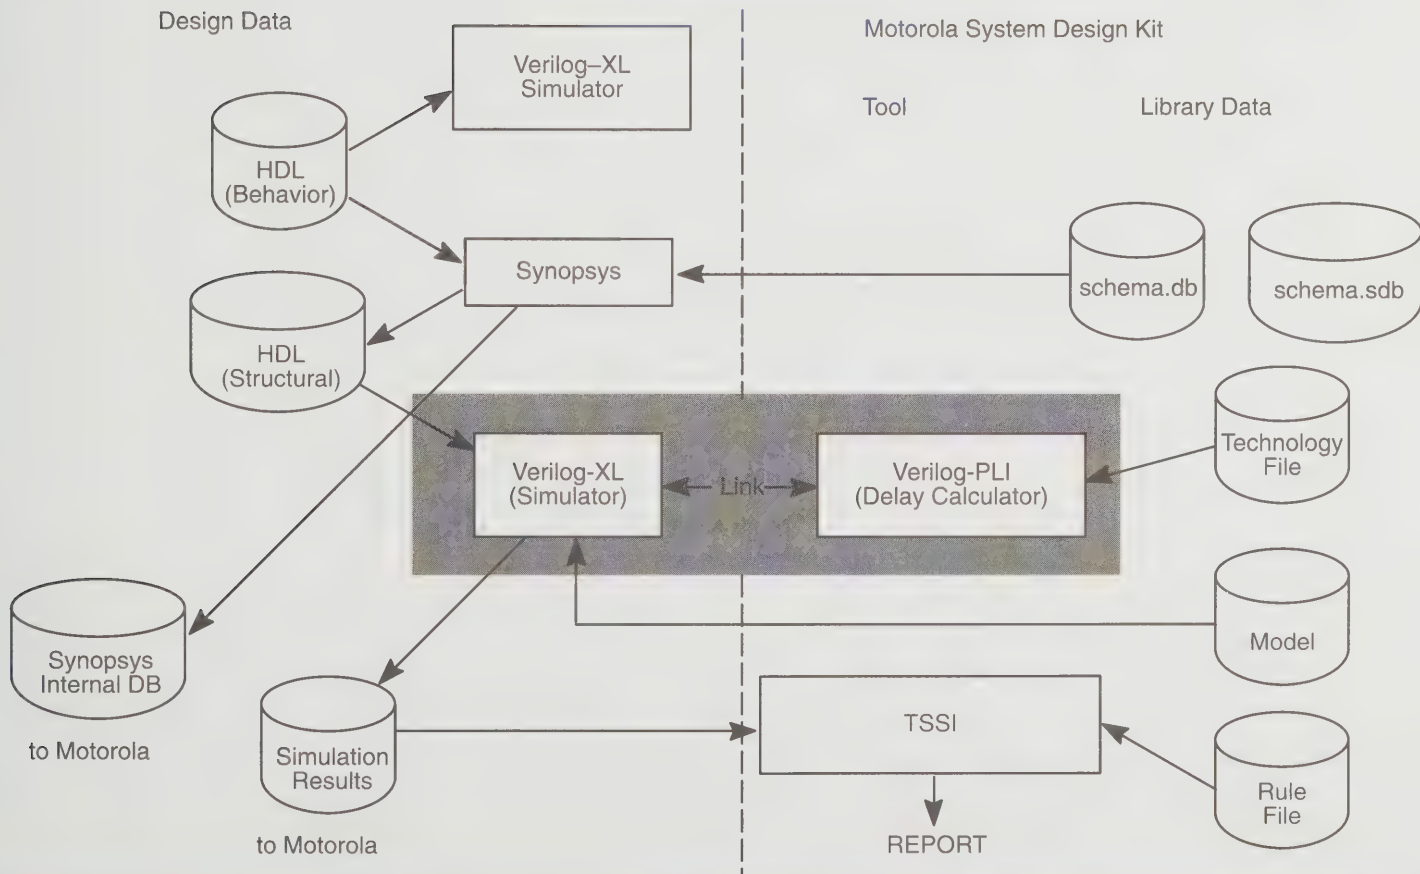 Design Data
Motorola System Design Kit
Verilog–XL
Simulator
Tool
Library Data
HDL
(Behavior)
Synopsys
schema.db
schema.sdb
HDL
(Structural)
Technology
File
Verilog-XL
(Simulator)
Link
Verilog-PLI
(Delay Calculator)
Model
Synopsys
Internal DB
to Motorola
TSSI
Simulation
Results
Rule
File
to Motorola
REPORT